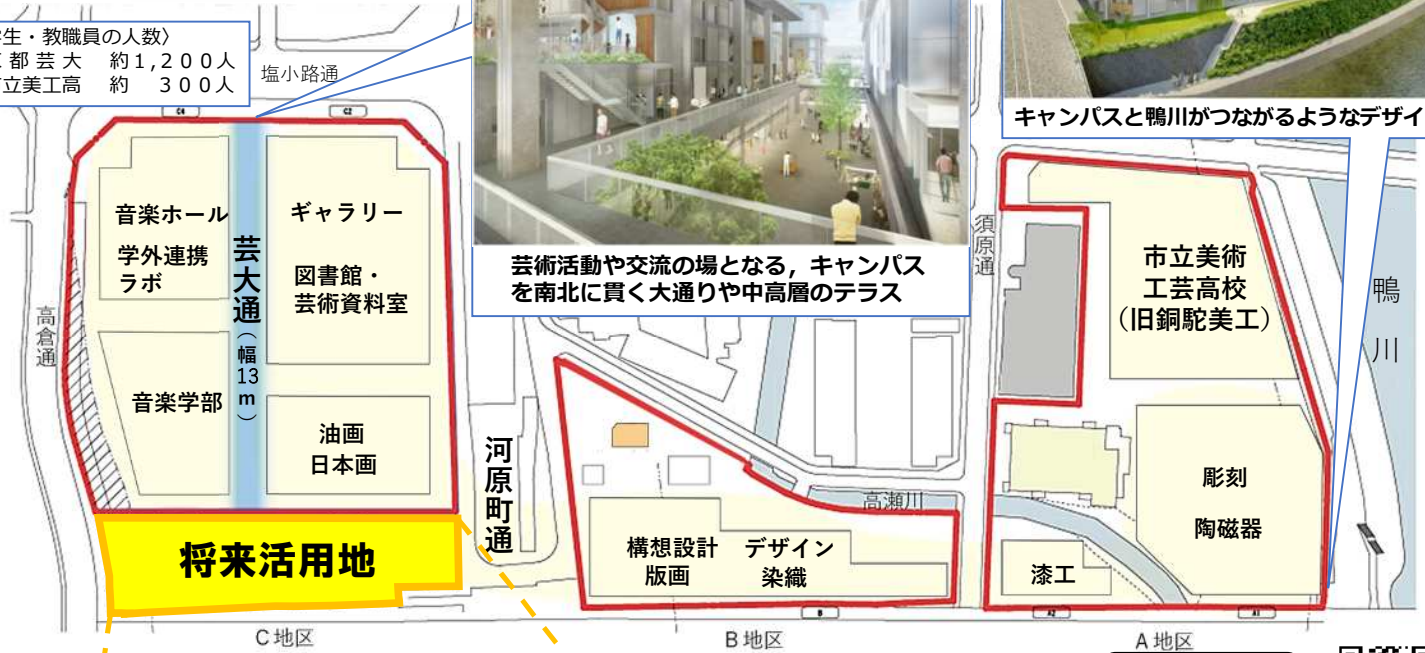 生・教職員の人数〉
都芸大 約1,200人
立美工高 約 300人
塩小路通
C4
C2
キャンパスと鴨川がつながるようなデザイ
芸術活動や交流の場となる，キャンパス
を南北に貫く大通りや中高層のテラス
音楽ホール
学外連携
ラボ
芸大通（幅13m）
ギャラリー
図書館・
芸術資料室
高倉通
音楽学部
油画
日本画
河原町通
将来活用地
C地区
高瀬川
構想設計
版画
デザイン
染織
B
B地区
須原通
市立美術
工芸高校
（旧銅駝美工）
鴨川
彫刻
陶磁器
漆工
A2
A1
A地区